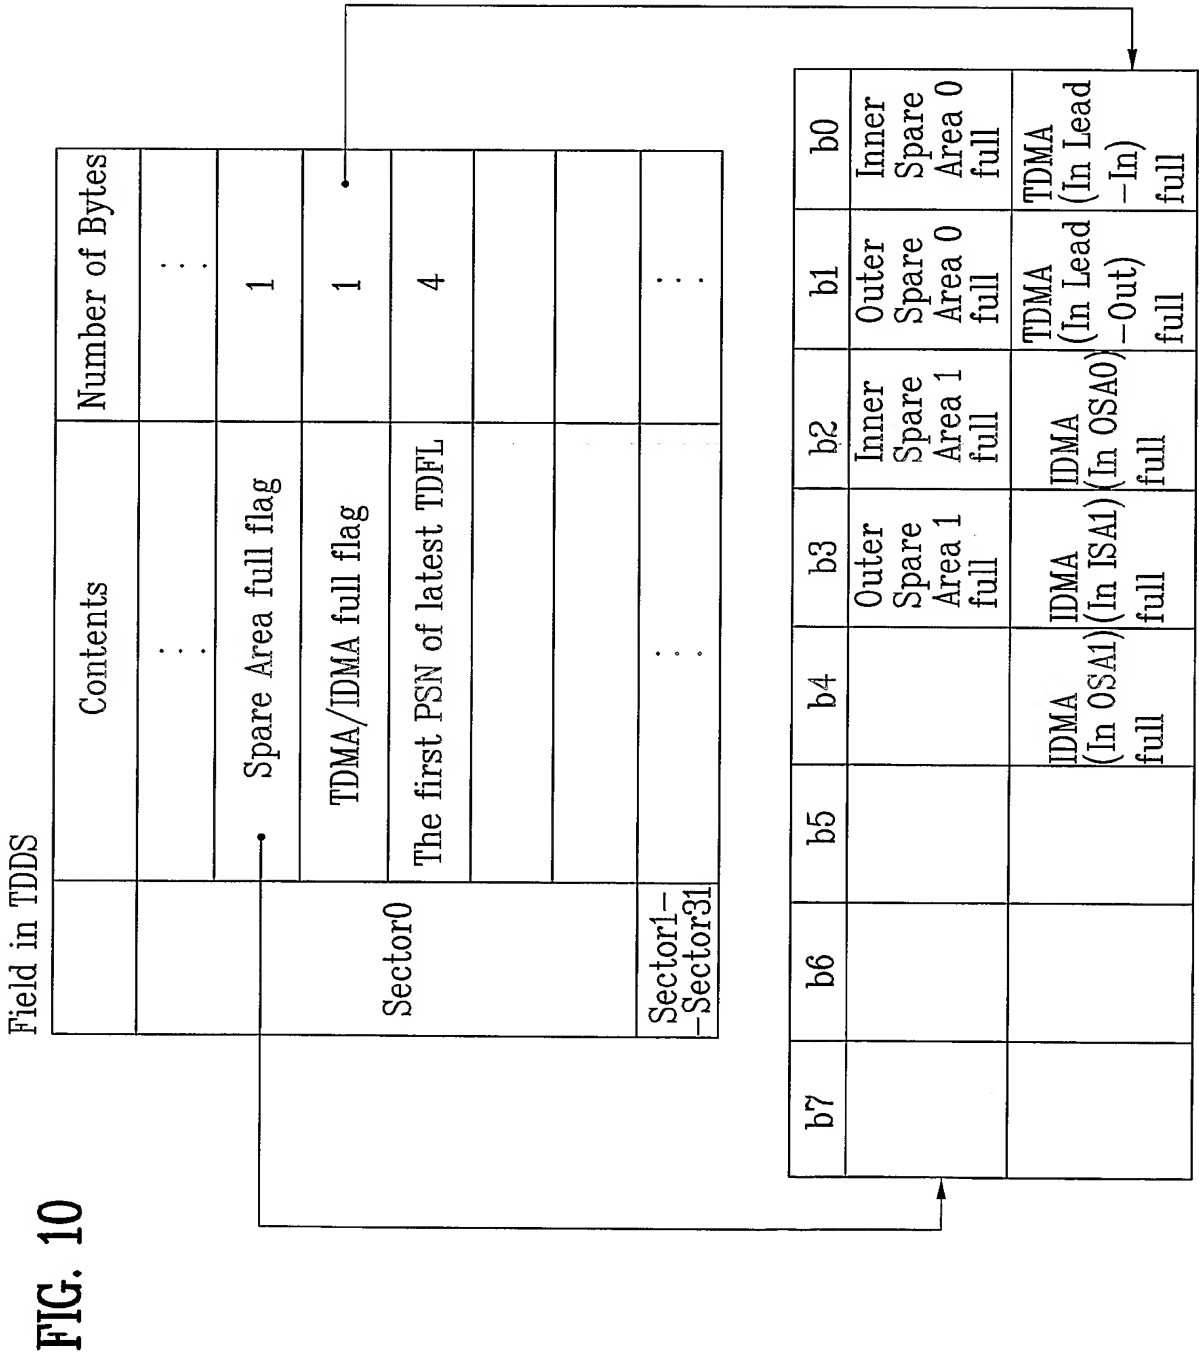 FIG. 10
Field in TDDS
Contents
Number of Bytes
. . .
. . .
Sector0
Spare Area full flag
1
TDMA/IDMA full flag
1
The first PSN of latest TDFL
4
Sector1-
-Sector31
. . .
. . .
b7
b6
b5
b4
b3
b2
b1
b0
Outer
Spare
Area 1
full
Inner
Spare
Area 1
full
Outer
Spare
Area 0
full
Inner
Spare
Area 0
full
IDMA
(In OSA1)
full
IDMA
(In ISA1)
full
IDMA
(In OSA0)
full
TDMA
(In Lead
-Out)
full
TDMA
(In Lead
-In)
full